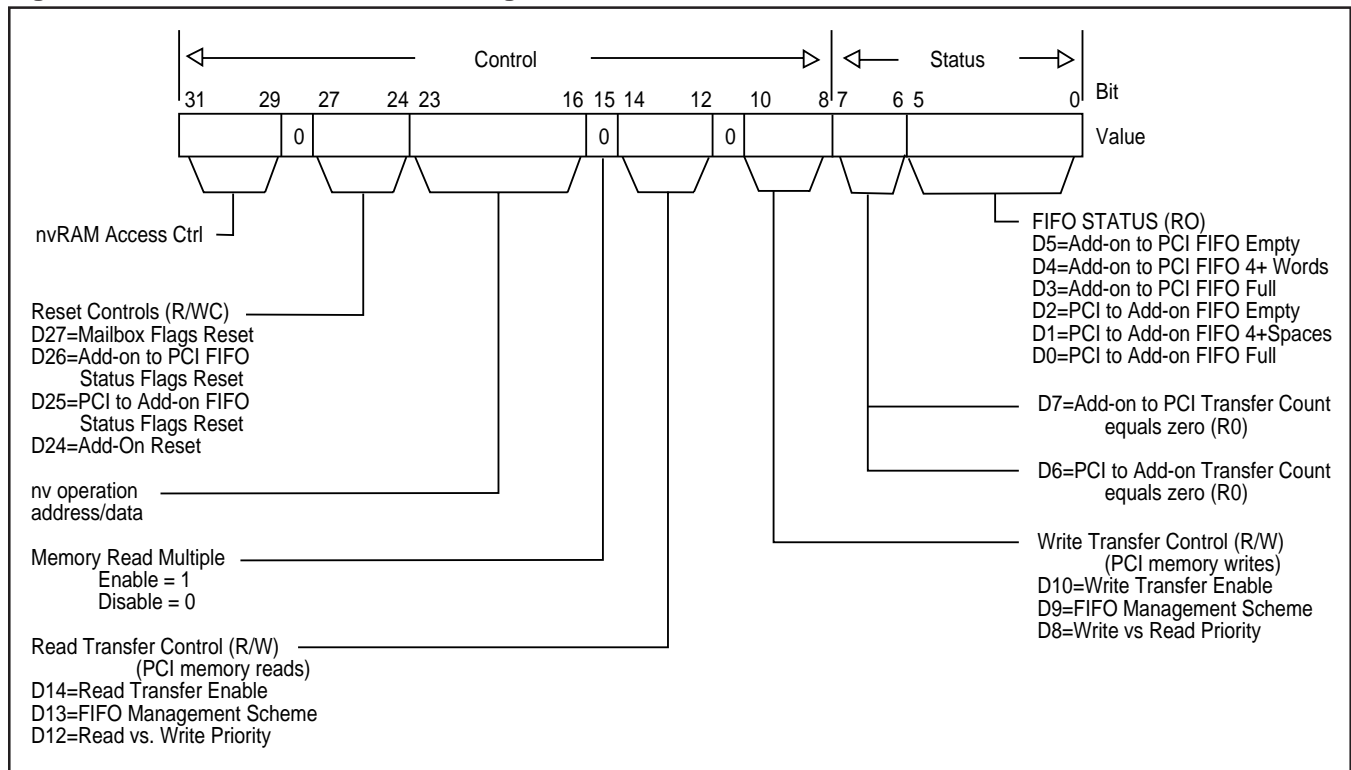 Control
Status
31 29 27 24 23 16 15 14 12 10 8 7 6 5 0 Bit
0 0 0 Value
nvRAM Access Ctrl
Reset Controls (R/WC)
D27=Mailbox Flags Reset
D26=Add-on to PCI FIFO
Status Flags Reset
D25=PCI to Add-on FIFO
Status Flags Reset
D24=Add-On Reset
nv operation
address/data
Memory Read Multiple
Enable = 1
Disable = 0
Read Transfer Control (R/W)
(PCI memory reads)
D14=Read Transfer Enable
D13=FIFO Management Scheme
D12=Read vs. Write Priority
FIFO STATUS (RO)
D5=Add-on to PCI FIFO Empty
D4=Add-on to PCI FIFO 4+ Words
D3=Add-on to PCI FIFO Full
D2=PCI to Add-on FIFO Empty
D1=PCI to Add-on FIFO 4+Spaces
D0=PCI to Add-on FIFO Full
D7=Add-on to PCI Transfer Count
equals zero (R0)
D6=PCI to Add-on Transfer Count
equals zero (R0)
Write Transfer Control (R/W)
(PCI memory writes)
D10=Write Transfer Enable
D9=FIFO Management Scheme
D8=Write vs Read Priority